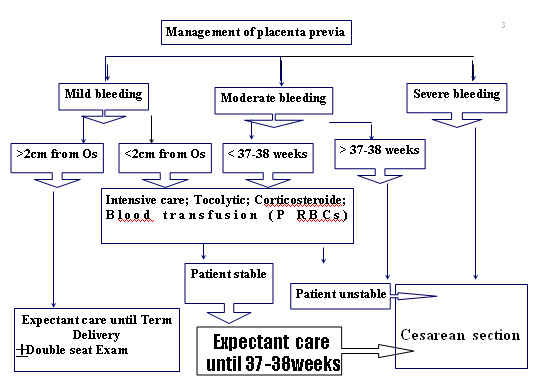 3
Management of placenta previa
Mild bleeding
Moderate bleeding
Severe bleeding
>2cm from Os
<2cm from Os
< 37-38 weeks
> 37-38 weeks
Intensive care; Tocolytic; Corticosteroide;
Blood transfusion (P RBCs)
Patient stable
Patient unstable
Expectant care until Term
Delivery
+Double seat Exam
Expectant care
until 37-38weeks
Cesarean section